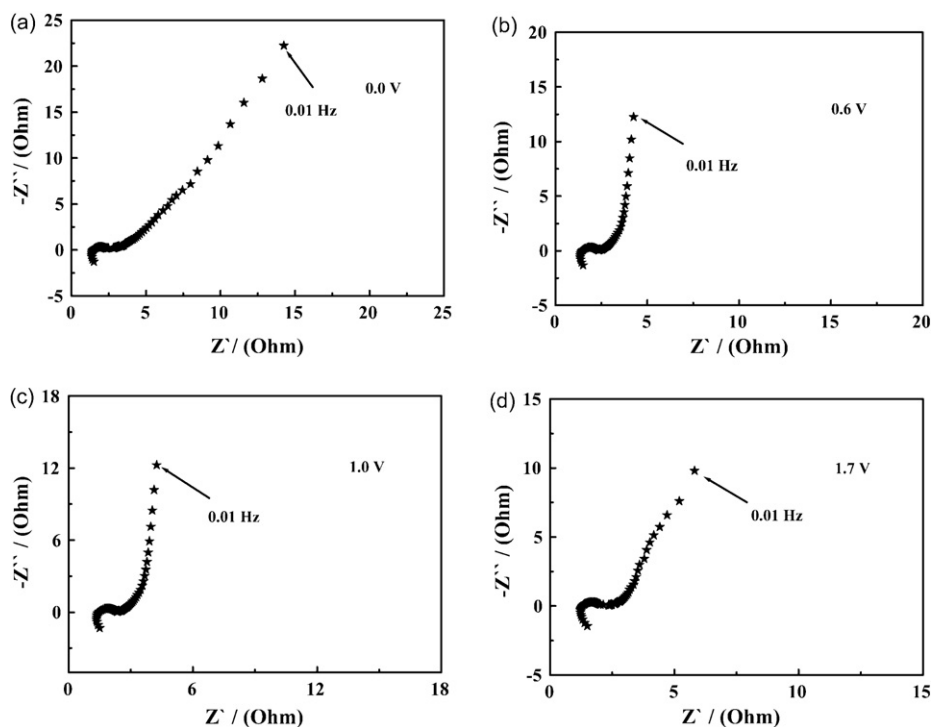 (a)
25
20
15
10
5
0
-5
-Z``/ (Ohm)
0.0 V
0.01 Hz
0 5 10 15 20 25
Z`/ (Ohm)
(b)
20
15
10
5
0
-5
-Z`` / (Ohm)
0.6 V
0.01 Hz
0 5 10 15 20
Z` / (Ohm)
(c)
18
12
6
0
-Z`` / (Ohm)
1.0 V
0.01 Hz
0 6 12 18
Z` / (Ohm)
(d)
15
10
5
0
-5
-Z`` / (Ohm)
1.7 V
0.01 Hz
0 5 10 15
Z` / (Ohm)